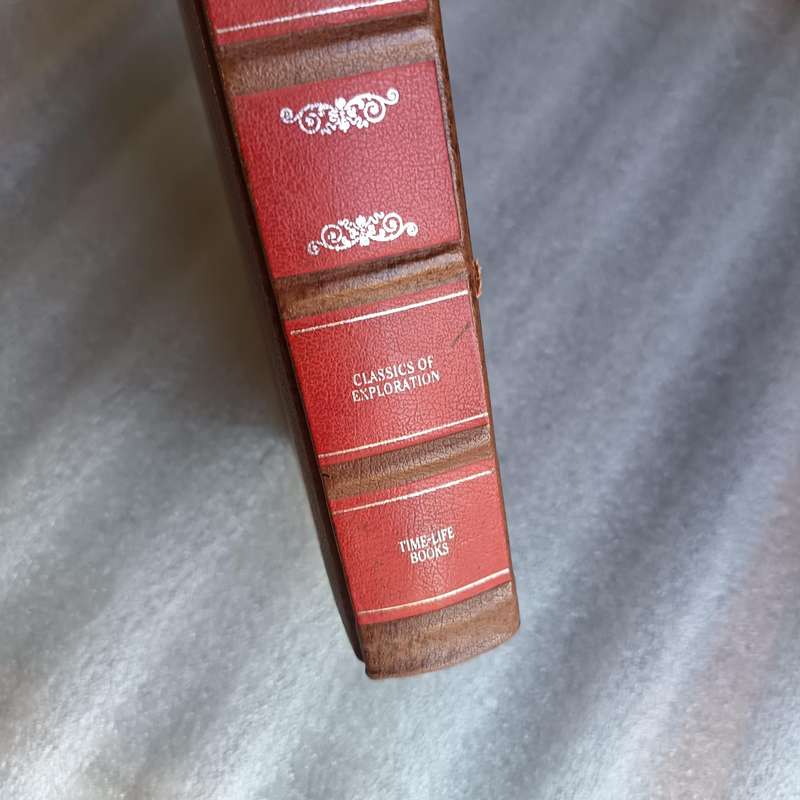 CLASSICS OF
EXPLORATION
TIME-LIFE
BOOKS